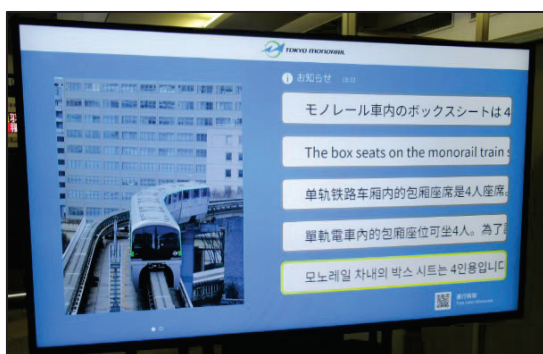 TOKYO MONORAIL
お知らせ
モノレール車内のボックスシートは4
The box seats on the monorail train s
单轨铁路车厢内的包厢座席是4人座席。
單軌電車內的包廂座位可坐4人。為了
모노레일 차내의 박스 시트는 4인용입니다
運行情報